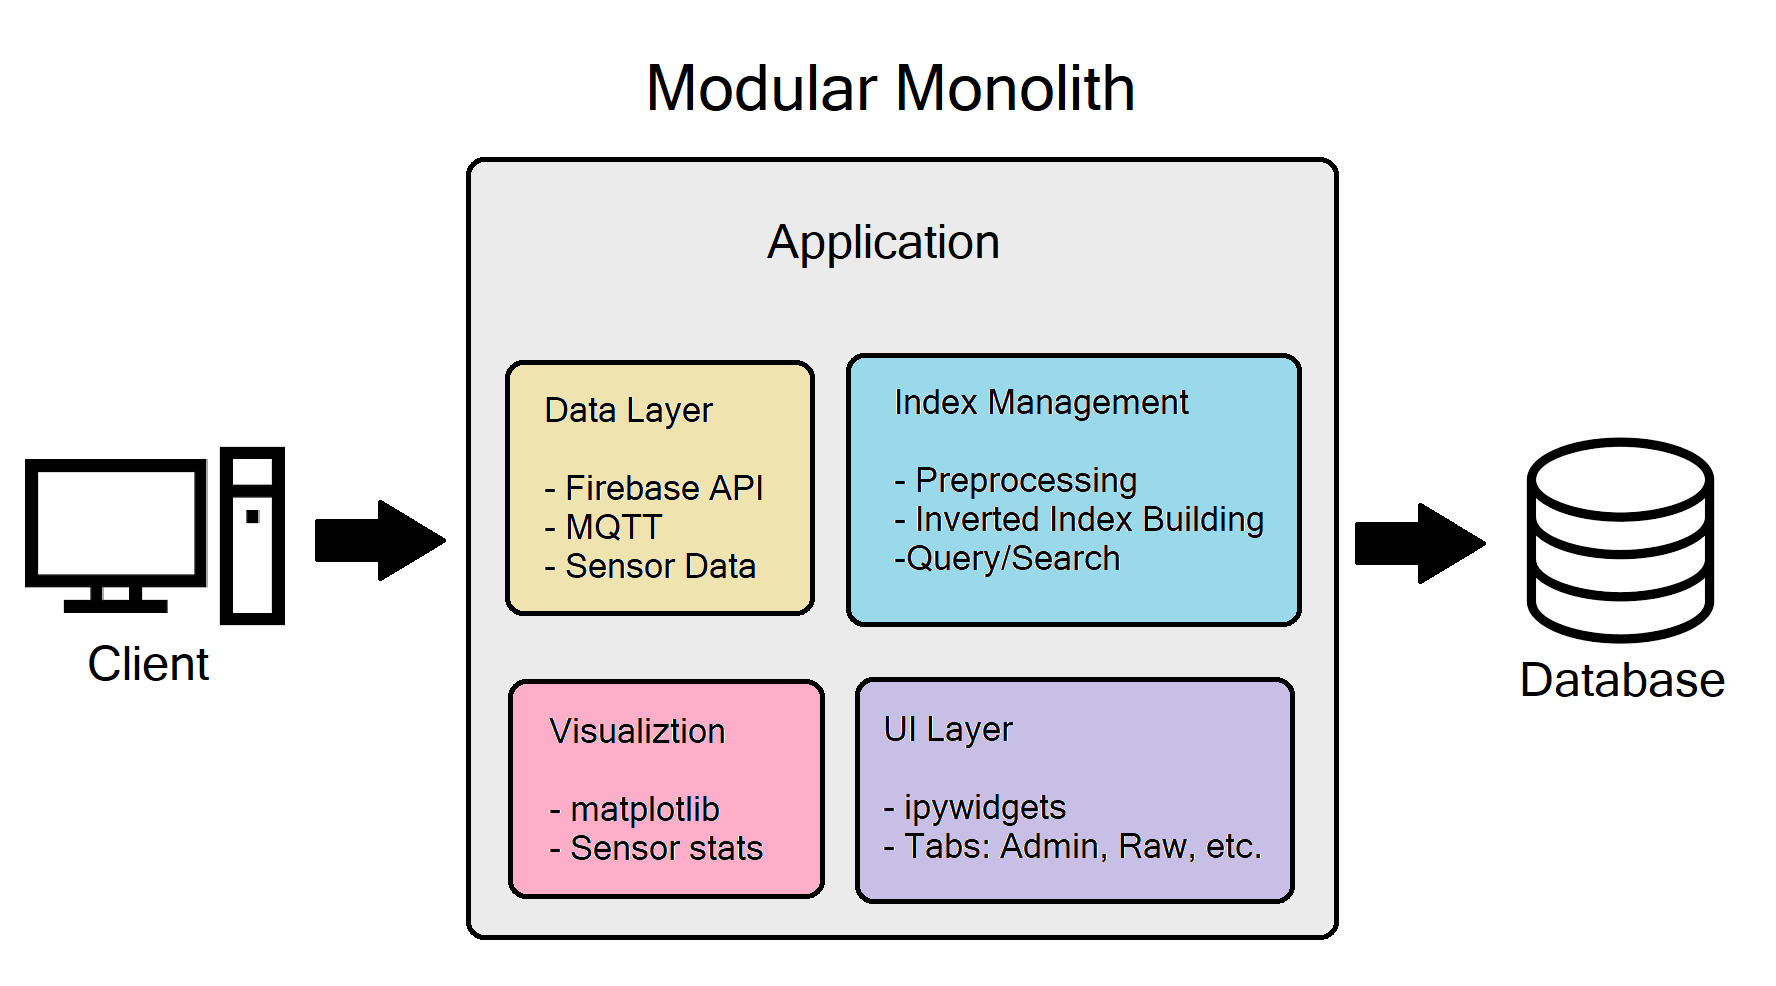 Modular Monolith
Application
Data Layer
- Firebase API
- MQTT
- Sensor Data
Index Management
- Preprocessing
- Inverted Index Building
-Query/Search
Visualiztion
- matplotlib
- Sensor stats
UI Layer
- ipywidgets
- Tabs: Admin, Raw, etc.
Client
Database